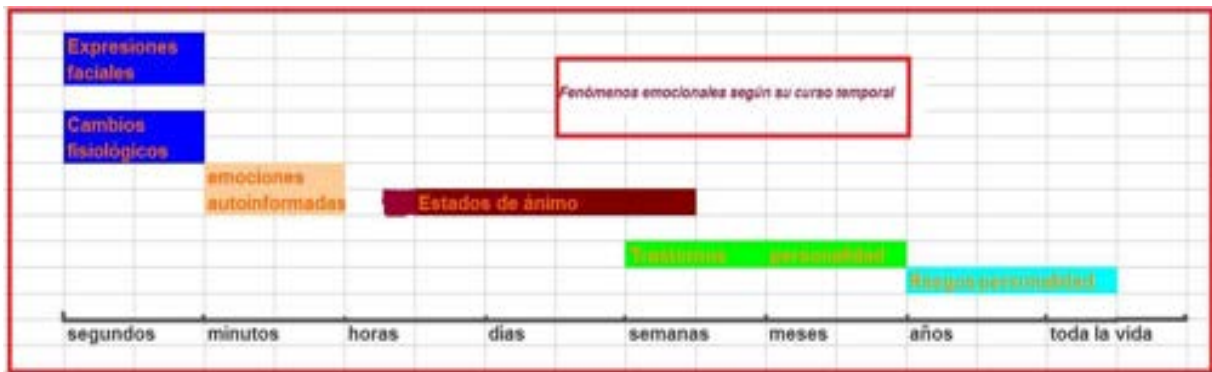 Expresiones
faciales
Fenómenos emocionales según su curso temporal
Cambios
fisiológicos
emociones
autoinformadas
Estados de ánimo
Trastornos personalidad
Rasgos personalidad
segundos minutos horas dias semanas meses años toda la vida